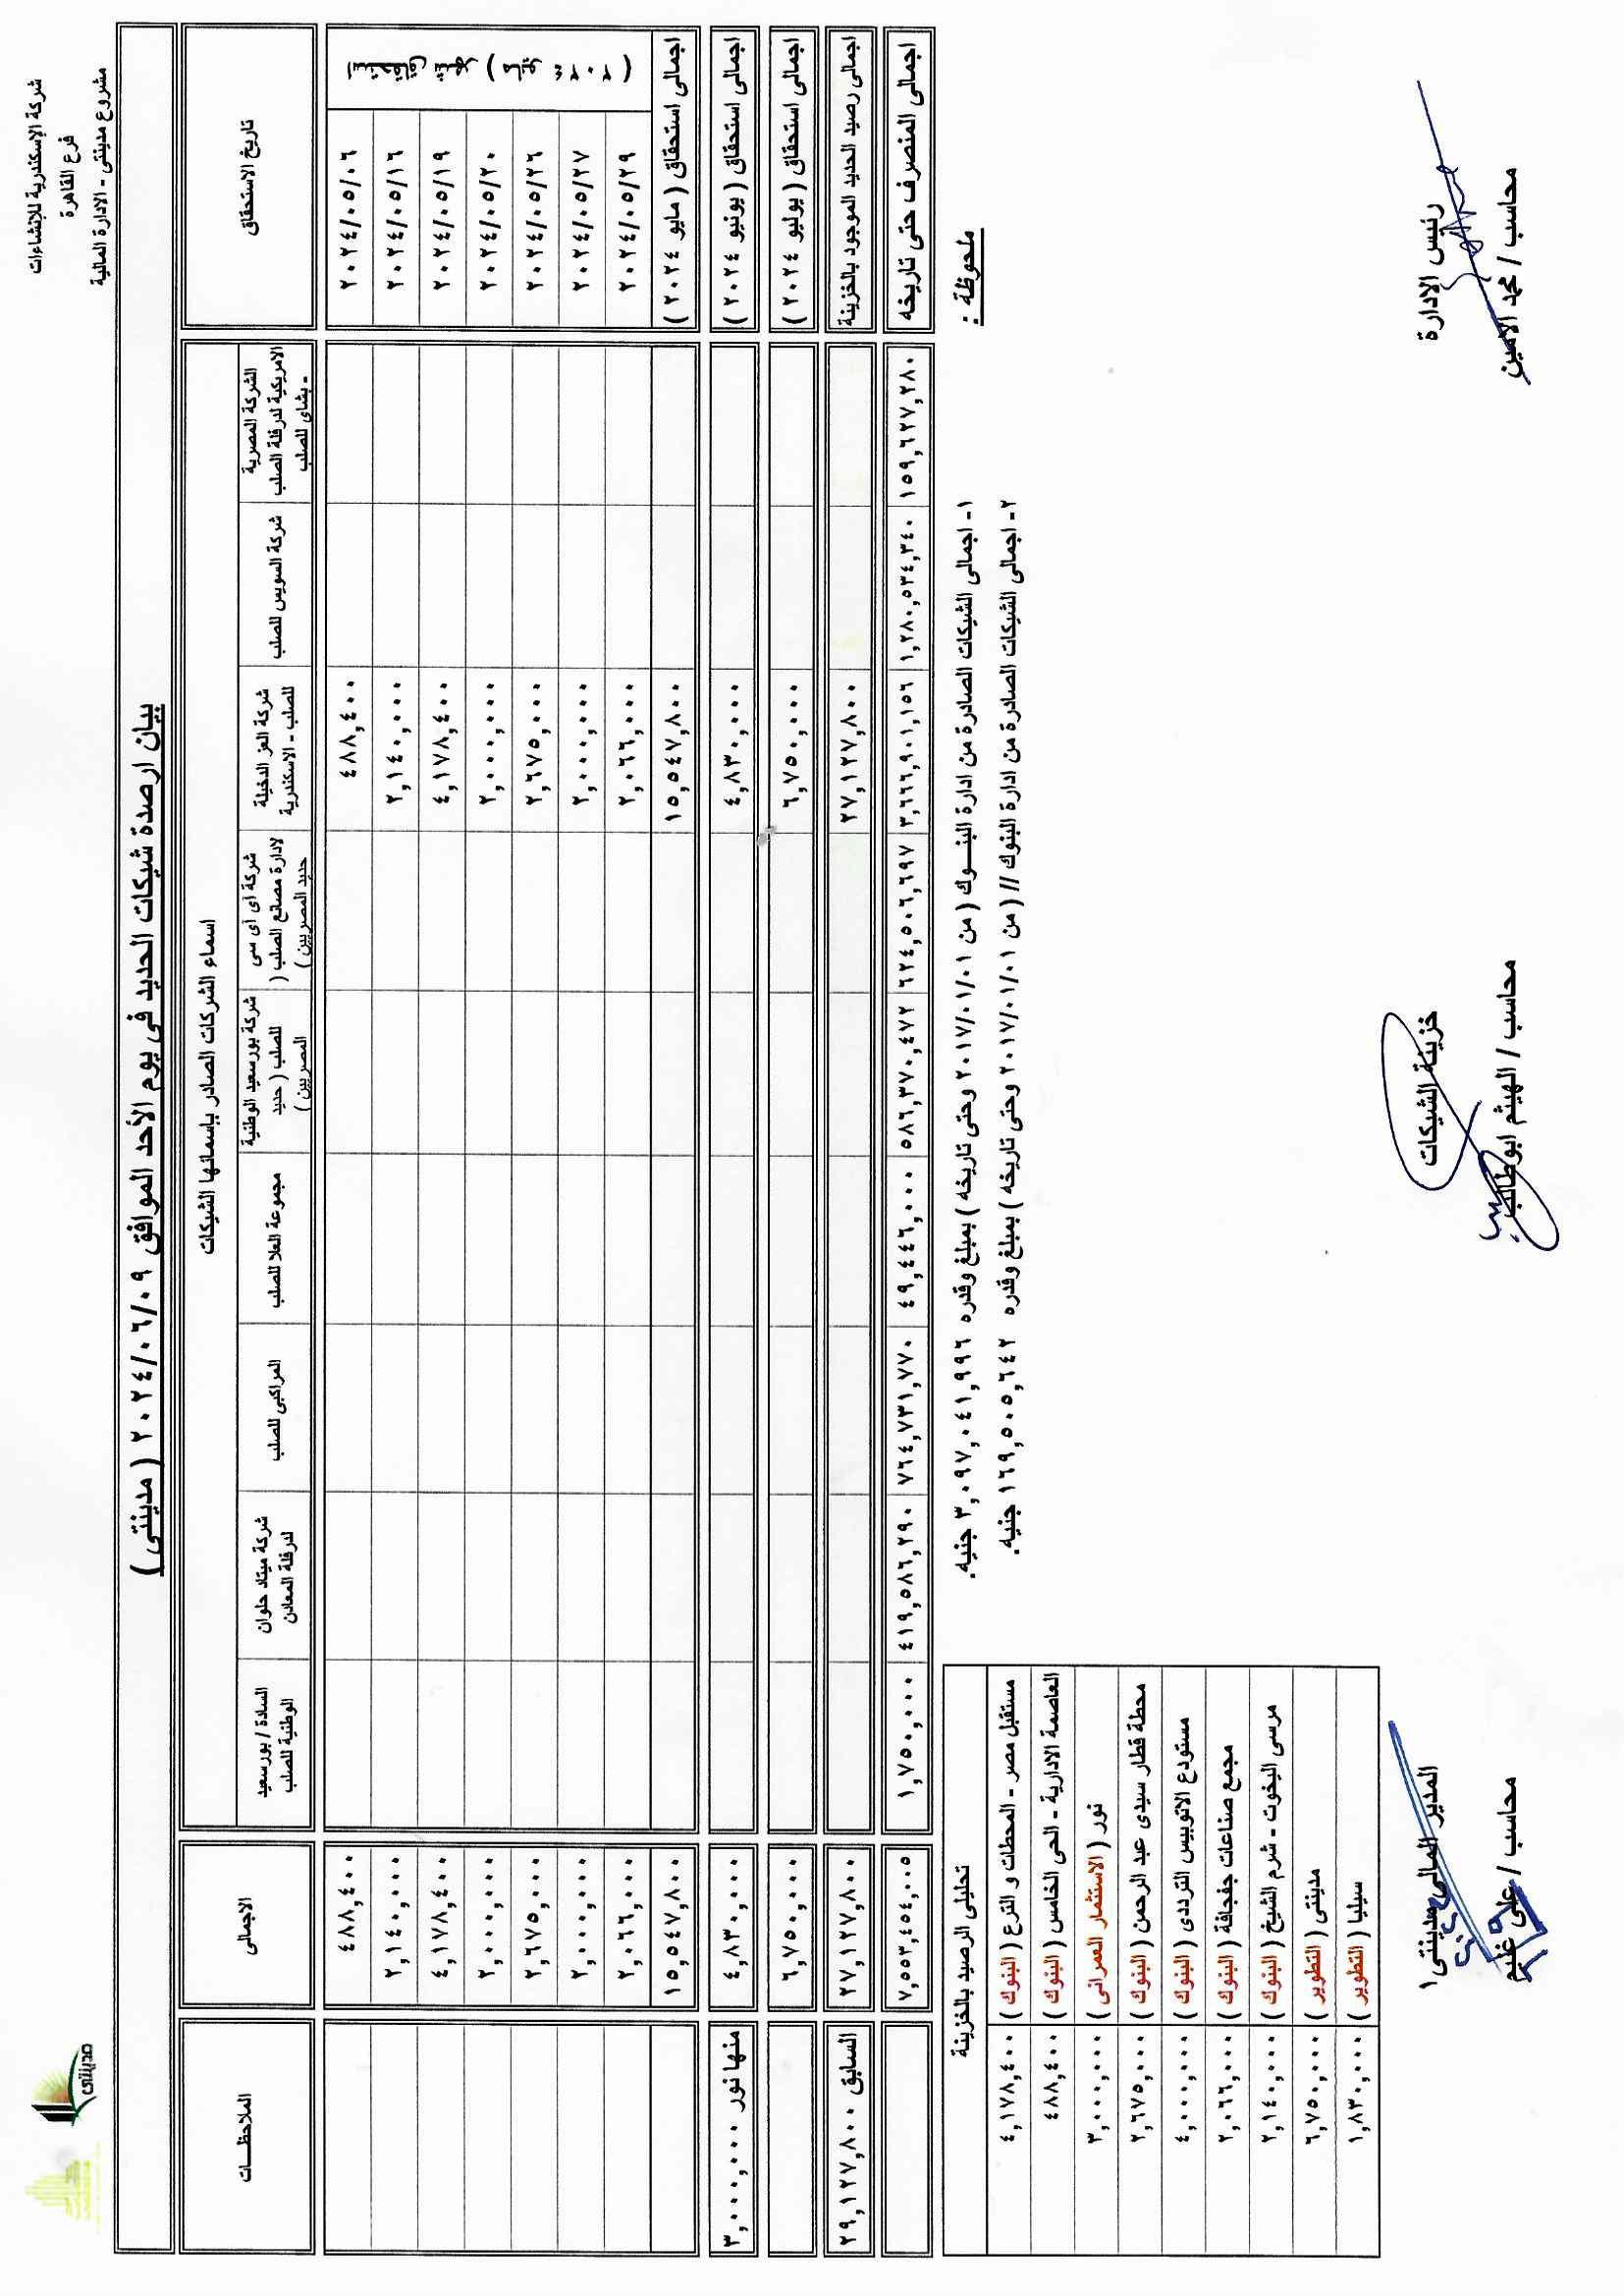 شركة الإسكندرية للإنشاءات
فرع القاهرة
مشروع مدينتى - الادارة المالية
مدينتى
بيان ارصدة شيكات الحديد فى يوم الأحد الموافق ٢٠٢٤/٠٦/٠٩ ( مدينتى )
تاريخ الاستحقاق
اسماء الشركات الصادر بإسمائها الشيكات
الاجمالى
الملاحظـــات
الشركة المصرية الامريكية لدرفلة الصلب - بشاى للصلب
شركة السويس للصلب
شركة العز الدخيلة للصلب - الاسكندرية
شركة أى أى سى لادارة مصانع الصلب ( حديد المصريين )
شركة بورسعيد الوطنية للصلب ( حديد المصريين )
مجموعة العلا للصلب
المراكبى للصلب
شركة ميتاد حلوان لدرفلة المعادن
السادة / بورسعيد الوطنية للصلب
استحقاق شهر ( مايو ٢٠٢٤ )
٢٠٢٤/٠٥/٠٦ ٤٨٨,٤٠٠ ٤٨٨,٤٠٠
٢٠٢٤/٠٥/١٦ ٢,١٤٠,٠٠٠ ٢,١٤٠,٠٠٠
٢٠٢٤/٠٥/١٩ ٤,١٧٨,٤٠٠ ٤,١٧٨,٤٠٠
٢٠٢٤/٠٥/٢٠ ٢,٠٠٠,٠٠٠ ٢,٠٠٠,٠٠٠
٢٠٢٤/٠٥/٢٦ ٢,٦٧٥,٠٠٠ ٢,٦٧٥,٠٠٠
٢٠٢٤/٠٥/٢٧ ٢,٠٠٠,٠٠٠ ٢,٠٠٠,٠٠٠
٢٠٢٤/٠٥/٢٩ ٢,٠٦٦,٠٠٠ ٢,٠٦٦,٠٠٠
اجمالى استحقاق ( مايو ٢٠٢٤ ) ١٥,٥٤٧,٨٠٠ ١٥,٥٤٧,٨٠٠
اجمالى استحقاق ( يونيو ٢٠٢٤ ) ٤,٨٣٠,٠٠٠ ٤,٨٣٠,٠٠٠ منها نور ٣,٠٠٠,٠٠٠
اجمالى استحقاق ( يوليو ٢٠٢٤ ) ٦,٧٥٠,٠٠٠ ٦,٧٥٠,٠٠٠
اجمالى رصيد الحديد الموجود بالخزينة ٢٧,١٢٧,٨٠٠ ٢٧,١٢٧,٨٠٠ السابق ٢٩,١٢٧,٨٠٠
اجمالى المنصرف حتى تاريخه ١٥٩,٦٢٧,٢٨٠ ١,٢٨٠,٥٣٤,٣٤٠ ٣,٦٦٦,٩٠١,١٥٦ ٦٢٤,٥٠٦,٦٩٧ ٥٨٦,٣٧٠,٤٧٢ ٤٩,٤٤٦,٠٠٠ ٧٦٤,٧٣١,٧٧٠ ٤١٩,٥٨٦,٢٩٠ ١,٧٥٠,٠٠٠ ٧,٥٥٣,٤٥٤,٠٠٥
ملحوظة :
١- اجمالى الشيكات الصادرة من ادارة البنـــوك ( من ٢٠١٧/٠١/٠١ وحتى تاريخه ) بمبلغ وقدره ٣,٠٩٧,٠٤١,٩٩٦ جنيه.
٢- اجمالى الشيكات الصادرة من ادارة البنوك // ( من ٢٠١٧/٠١/٠١ وحتى تاريخه ) بمبلغ وقدره ١٦٩,٥٠٥,٦٤٢ جنيه.
تحليلى الرصيد بالخزينة
مستقبل مصر - المحطات و الترع ( البنوك ) ٤,١٧٨,٤٠٠
العاصمة الادارية - الحى الخامس ( البنوك ) ٤٨٨,٤٠٠
نور ( الاستثمار العمرانى ) ٣,٠٠٠,٠٠٠
محطة قطار سيدى عبد الرحمن ( البنوك ) ٢,٦٧٥,٠٠٠
مستودع الاتوبيس الترددى ( البنوك ) ٤,٠٠٠,٠٠٠
مجمع صناعات جفجافة ( البنوك ) ٢,٠٦٦,٠٠٠
مرسى اليخوت - شرم الشيخ ( البنوك ) ٢,١٤٠,٠٠٠
مدينتى ( التطوير ) ٦,٧٥٠,٠٠٠
سيليا ( التطوير ) ١,٨٣٠,٠٠٠
رئيس الادارة
محاسب / محمد الامين
خزينة الشيكات
محاسب / الهيثم ابوطالب
المدير المالى مدينتى١
محاسب / على غنيم